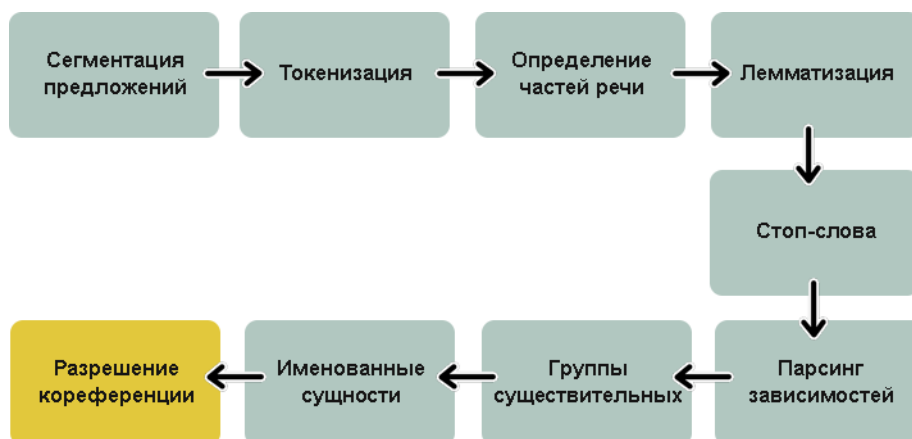 Сегментация
предложений
Токенизация
Определение
частей речи
Лемматизация
Стоп-слова
Парсинг
зависимостей
Группы
существительных
Именованные
сущности
Разрешение
кореференции